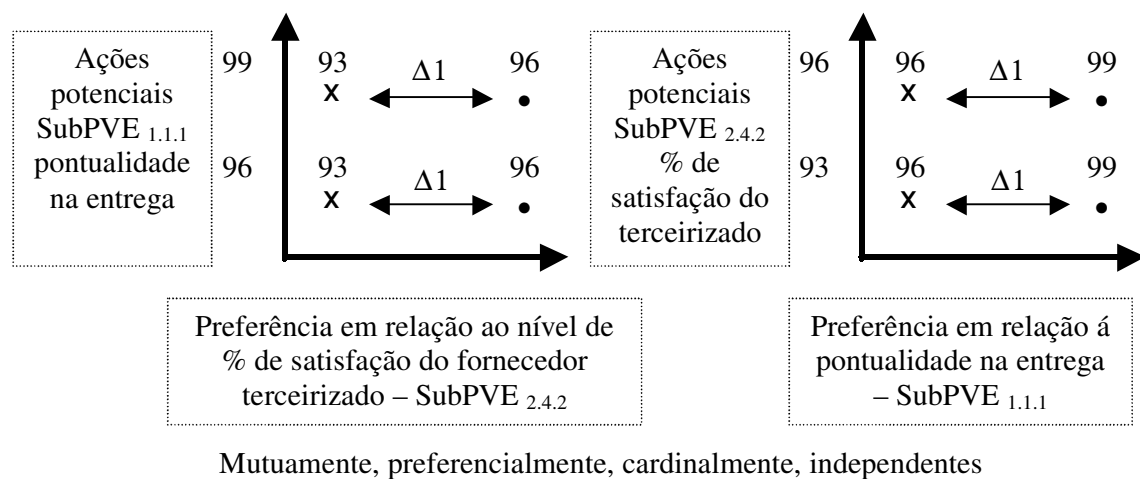 Ações
potenciais
SubPVE 1.1.1
pontualidade
na entrega
99
96
93
x
Δ1
96
•
93
x
Δ1
96
•
Preferência em relação ao nível de
% de satisfação do fornecedor
terceirizado – SubPVE 2.4.2
Ações
potenciais
SubPVE 2.4.2
% de
satisfação do
terceirizado
96
93
96
x
Δ1
99
•
96
x
Δ1
99
•
Preferência em relação á
pontualidade na entrega
– SubPVE 1.1.1
Mutuamente, preferencialmente, cardinalmente, independentes